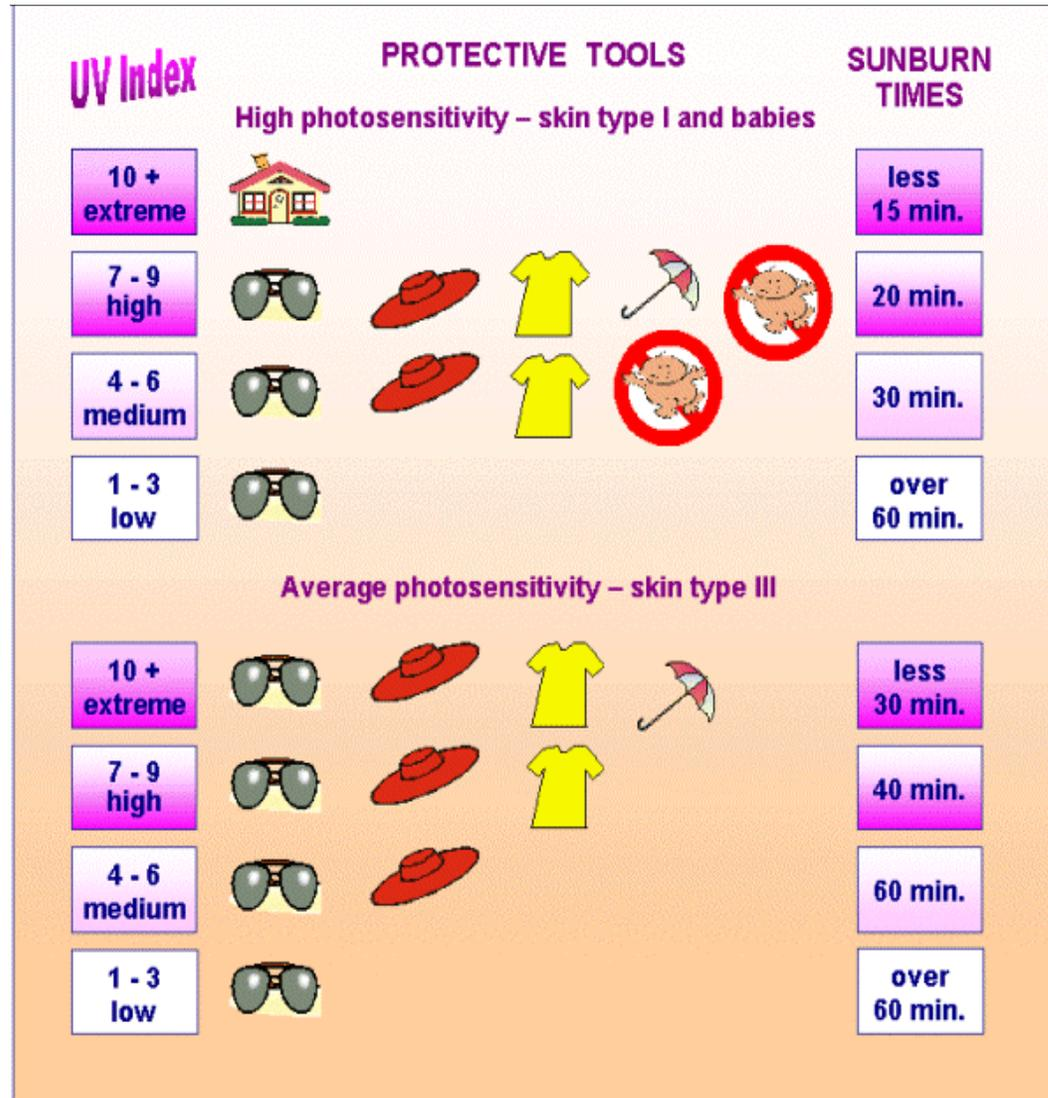 UV Index
PROTECTIVE TOOLS
SUNBURN
TIMES
High photosensitivity – skin type I and babies
10 +
extreme
less
15 min.
7 - 9
high
20 min.
4 - 6
medium
30 min.
1 - 3
low
over
60 min.
Average photosensitivity – skin type III
10 +
extreme
less
30 min.
7 - 9
high
40 min.
4 - 6
medium
60 min.
1 - 3
low
over
60 min.